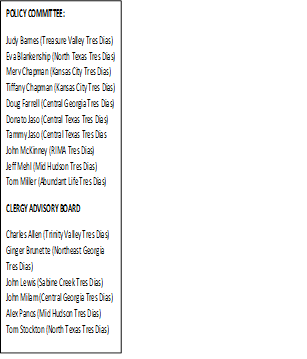 POLICY COMMITTEE:
Judy Barnes (Treasure Valley Tres Dias)
Eva Blankenship (North Texas Tres Dias)
Merv Chapman (Kansas City Tres Dias)
Tiffany Chapman (Kansas City Tres Dias)
Doug Farrell (Central Georgia Tres Dias)
Donato Jaso (Central Texas Tres Dias)
Tammy Jaso (Central Texas Tres Dias
John McKinney (RIMA Tres Dias)
Jeff Mehl (Mid Hudson Tres Dias)
Tom Miller (Abundant Life Tres Dias)
CLERGY ADVISORY BOARD
Charles Allen (Trinity Valley Tres Dias)
Ginger Brunette (Northeast Georgia
Tres Dias)
John Lewis (Sabine Creek Tres Dias)
John Milam (Central Georgia Tres Dias)
Alex Panos (Mid Hudson Tres Dias)
Tom Stockton (North Texas Tres Dias)